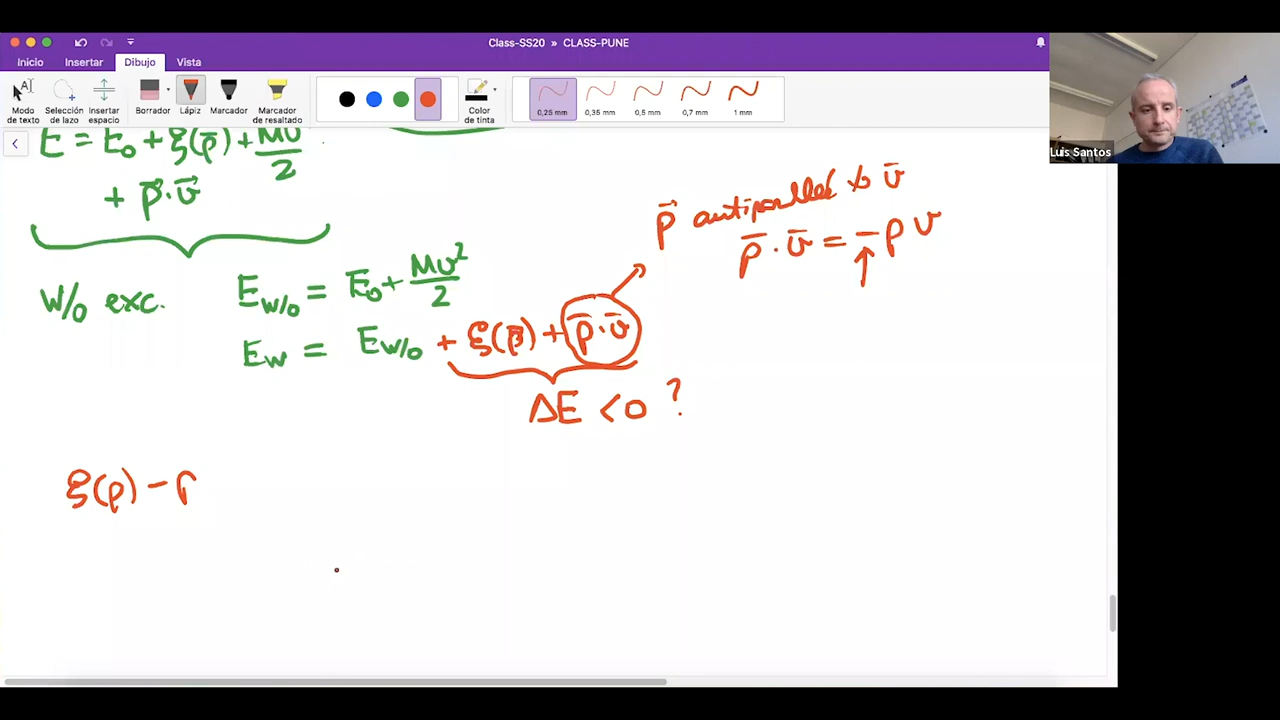 Class-SS20 » CLASS-PUNE
Inicio Insertar Dibujo Vista
Modo de texto
Selección de lazo
Insertar espacio
Borrador
Lápiz
Marcador
Marcador de resaltado
Color de tinta
0,25 mm
0,35 mm
0,5 mm
0,7 mm
1 mm
Luis Santos
E = E₀ + ξ(p̄) + Mv/2
+ p⃗·v⃗
p⃗ antiparallel to v̄
p̄ · v̄ = − p v
w/o exc. E_w/o = E₀ + Mv²/2
E_w = E_w/o + ξ(p̄) + p̄·v̄
ΔE < 0 ?
ξ(p) −